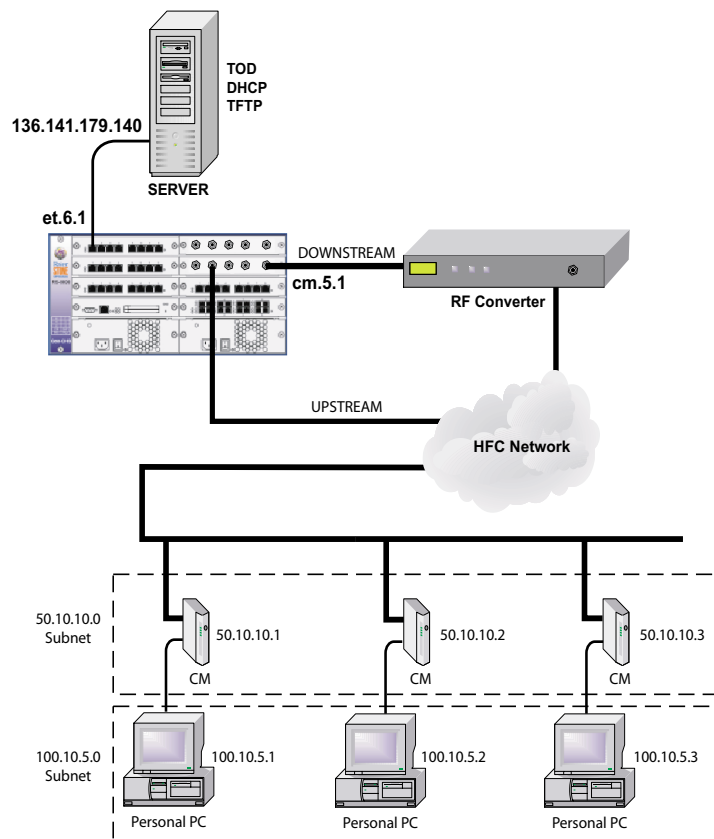 TOD
DHCP
TFTP
136.141.179.140
SERVER
et.6.1
DOWNSTREAM
cm.5.1
RF Converter
UPSTREAM
HFC Network
50.10.10.0
Subnet
50.10.10.1
50.10.10.2
50.10.10.3
CM
CM
CM
100.10.5.0
Subnet
100.10.5.1
100.10.5.2
100.10.5.3
Personal PC
Personal PC
Personal PC